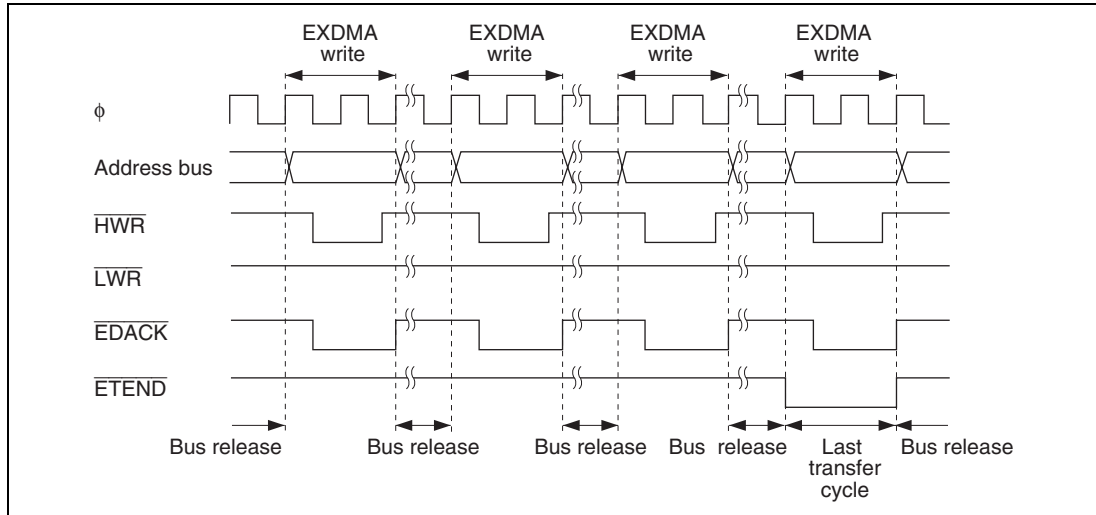 EXDMA write EXDMA write EXDMA write EXDMA write
φ
Address bus
HWR
LWR
EDACK
ETEND
Bus release Bus release Bus release Bus release Last transfer cycle Bus release